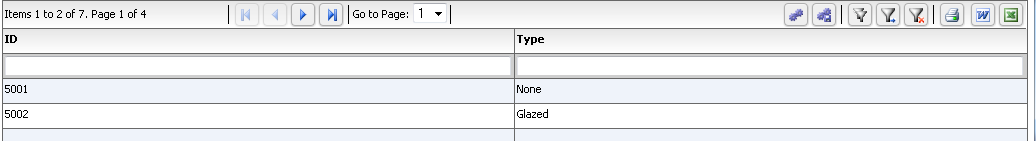 Items 1 to 2 of 7. Page 1 of 4 Go to Page: 1
ID Type
5001 None
5002 Glazed